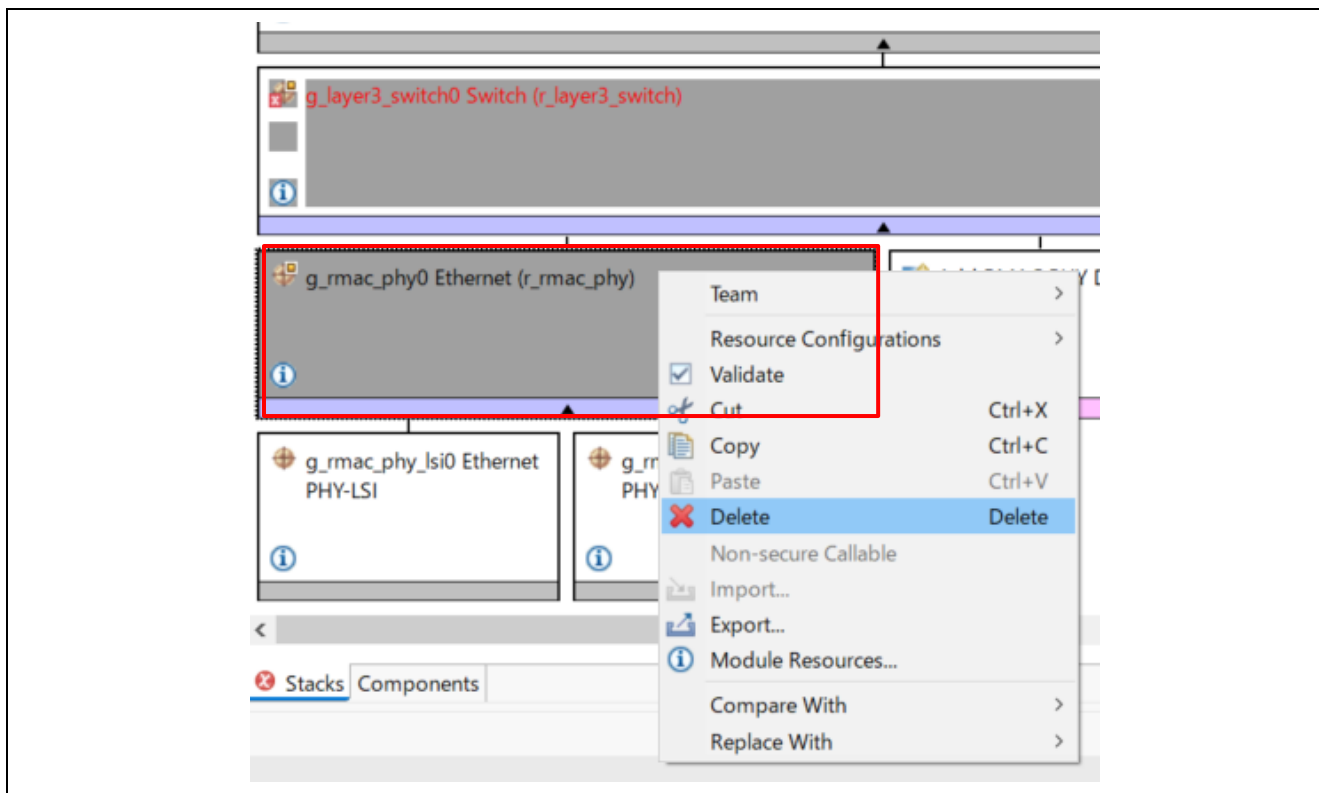 g_layer3_switch0 Switch (r_layer3_switch)
g_rmac_phy0 Ethernet (r_rmac_phy)
Team
Resource Configurations
Validate
Cut Ctrl+X
Copy Ctrl+C
Paste Ctrl+V
Delete Delete
Non-secure Callable
Import...
Export...
Module Resources...
Compare With
Replace With
g_rmac_phy_lsi0 Ethernet
PHY-LSI
PHY
Stacks
Components